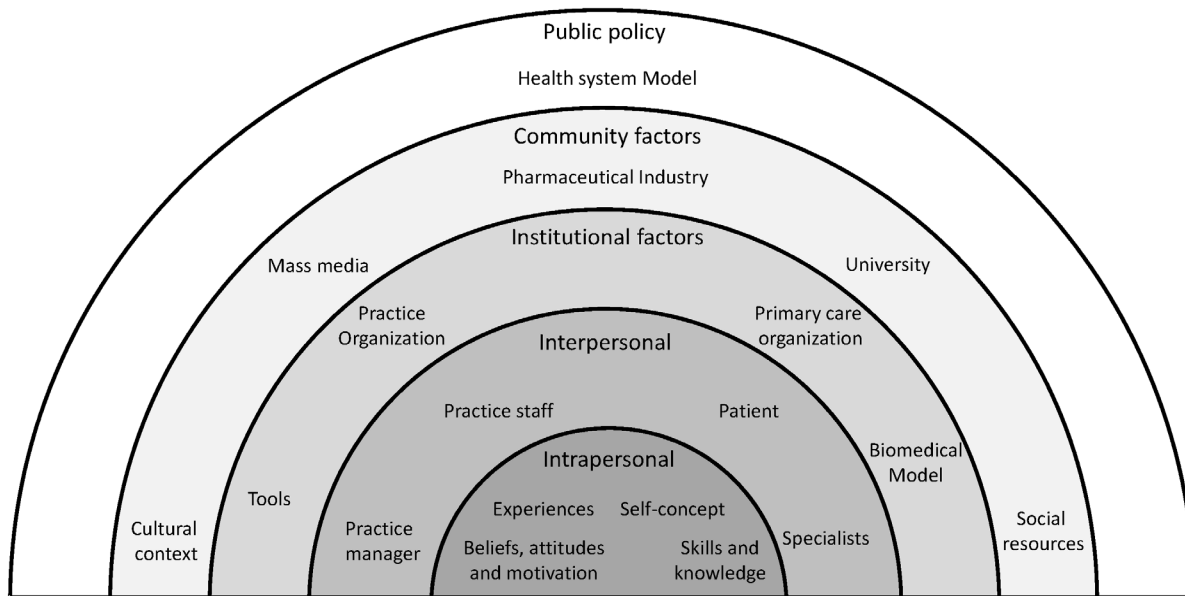 Public policy
Health system Model
Community factors
Pharmaceutical Industry
Institutional factors
Mass media
University
Practice
Organization
Primary care
organization
Interpersonal
Practice staff
Patient
Intrapersonal
Biomedical
Model
Tools
Experiences
Self-concept
Cultural
context
Practice
manager
Beliefs, attitudes
and motivation
Skills and
knowledge
Specialists
Social
resources